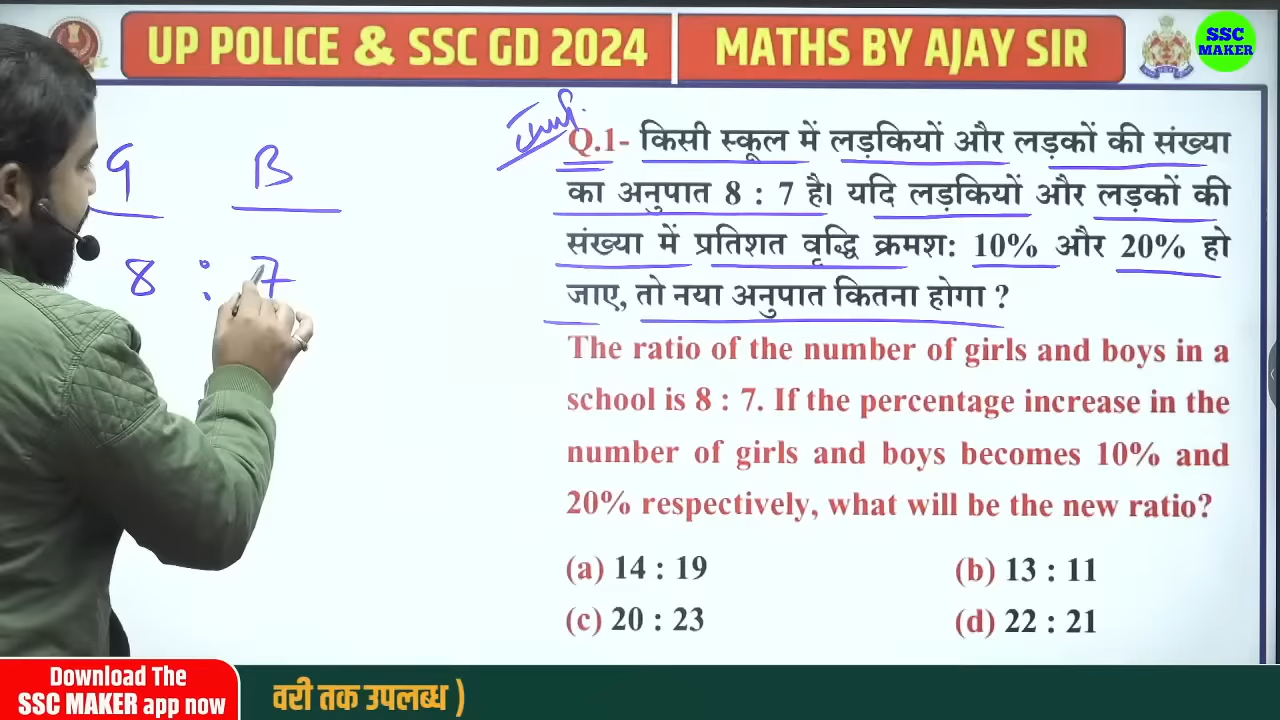 UP POLICE & SSC GD 2024
MATHS BY AJAY SIR
SSC
MAKER
G B
8 : 7
Q.1- किसी स्कूल में लड़कियों और लड़कों की संख्या
का अनुपात 8 : 7 है। यदि लड़कियों और लड़कों की
संख्या में प्रतिशत वृद्धि क्रमश: 10% और 20% हो
जाए, तो नया अनुपात कितना होगा ?
The ratio of the number of girls and boys in a
school is 8 : 7. If the percentage increase in the
number of girls and boys becomes 10% and
20% respectively, what will be the new ratio?
(a) 14 : 19 (b) 13 : 11
(c) 20 : 23 (d) 22 : 21
Download The
SSC MAKER app now
वरी तक उपलब्ध )